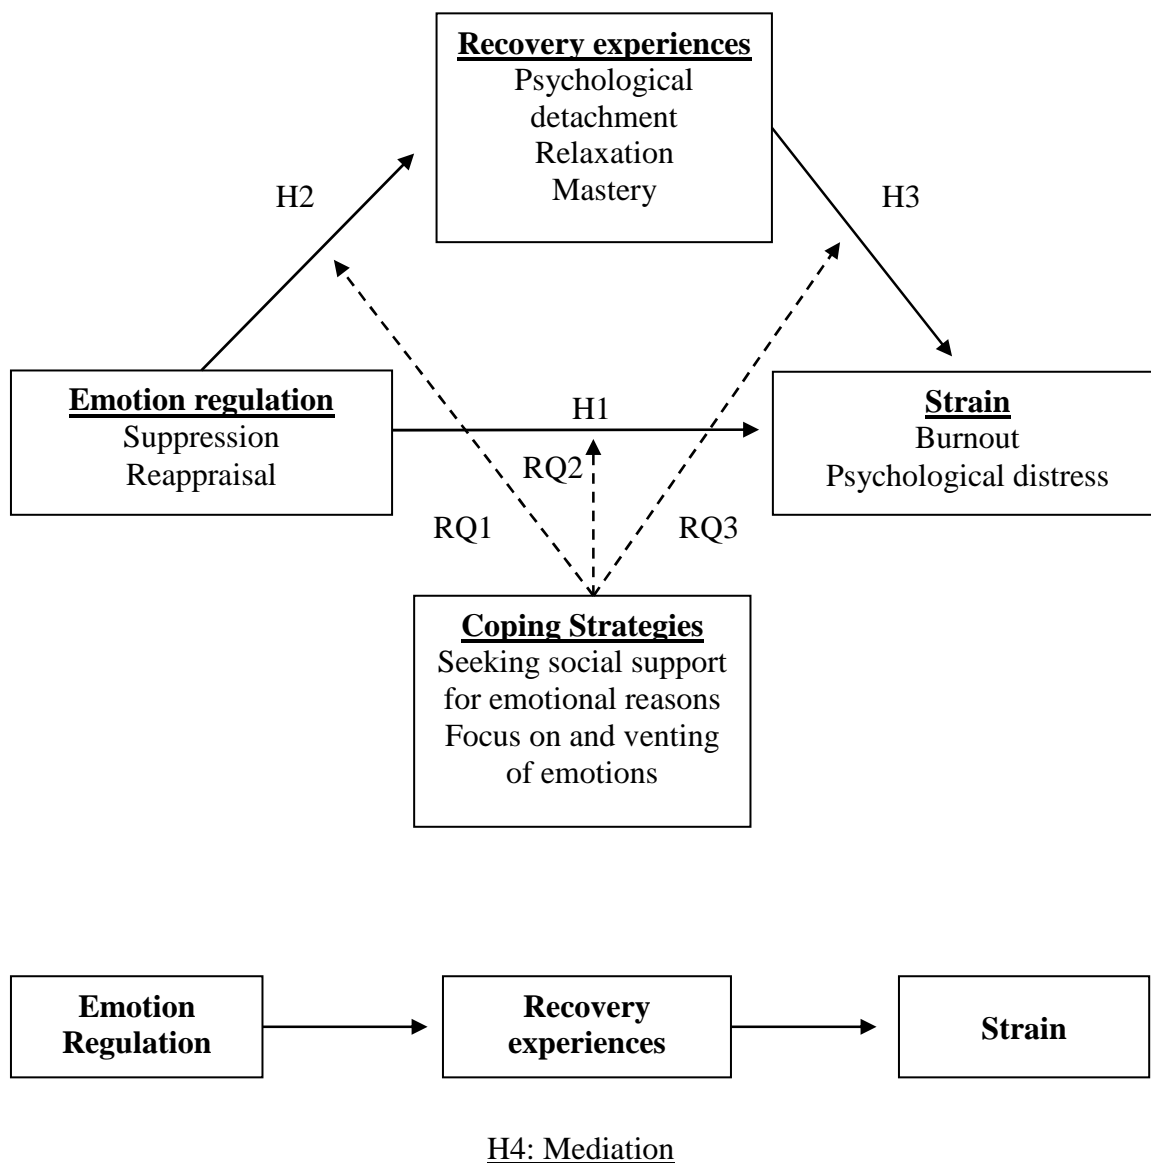 Recovery experiences
Psychological
detachment
Relaxation
Mastery
H2
H3
Emotion regulation
Suppression
Reappraisal
H1
Strain
Burnout
Psychological distress
RQ2
RQ1
RQ3
Coping Strategies
Seeking social support
for emotional reasons
Focus on and venting
of emotions
Emotion
Regulation
Recovery
experiences
Strain
H4: Mediation